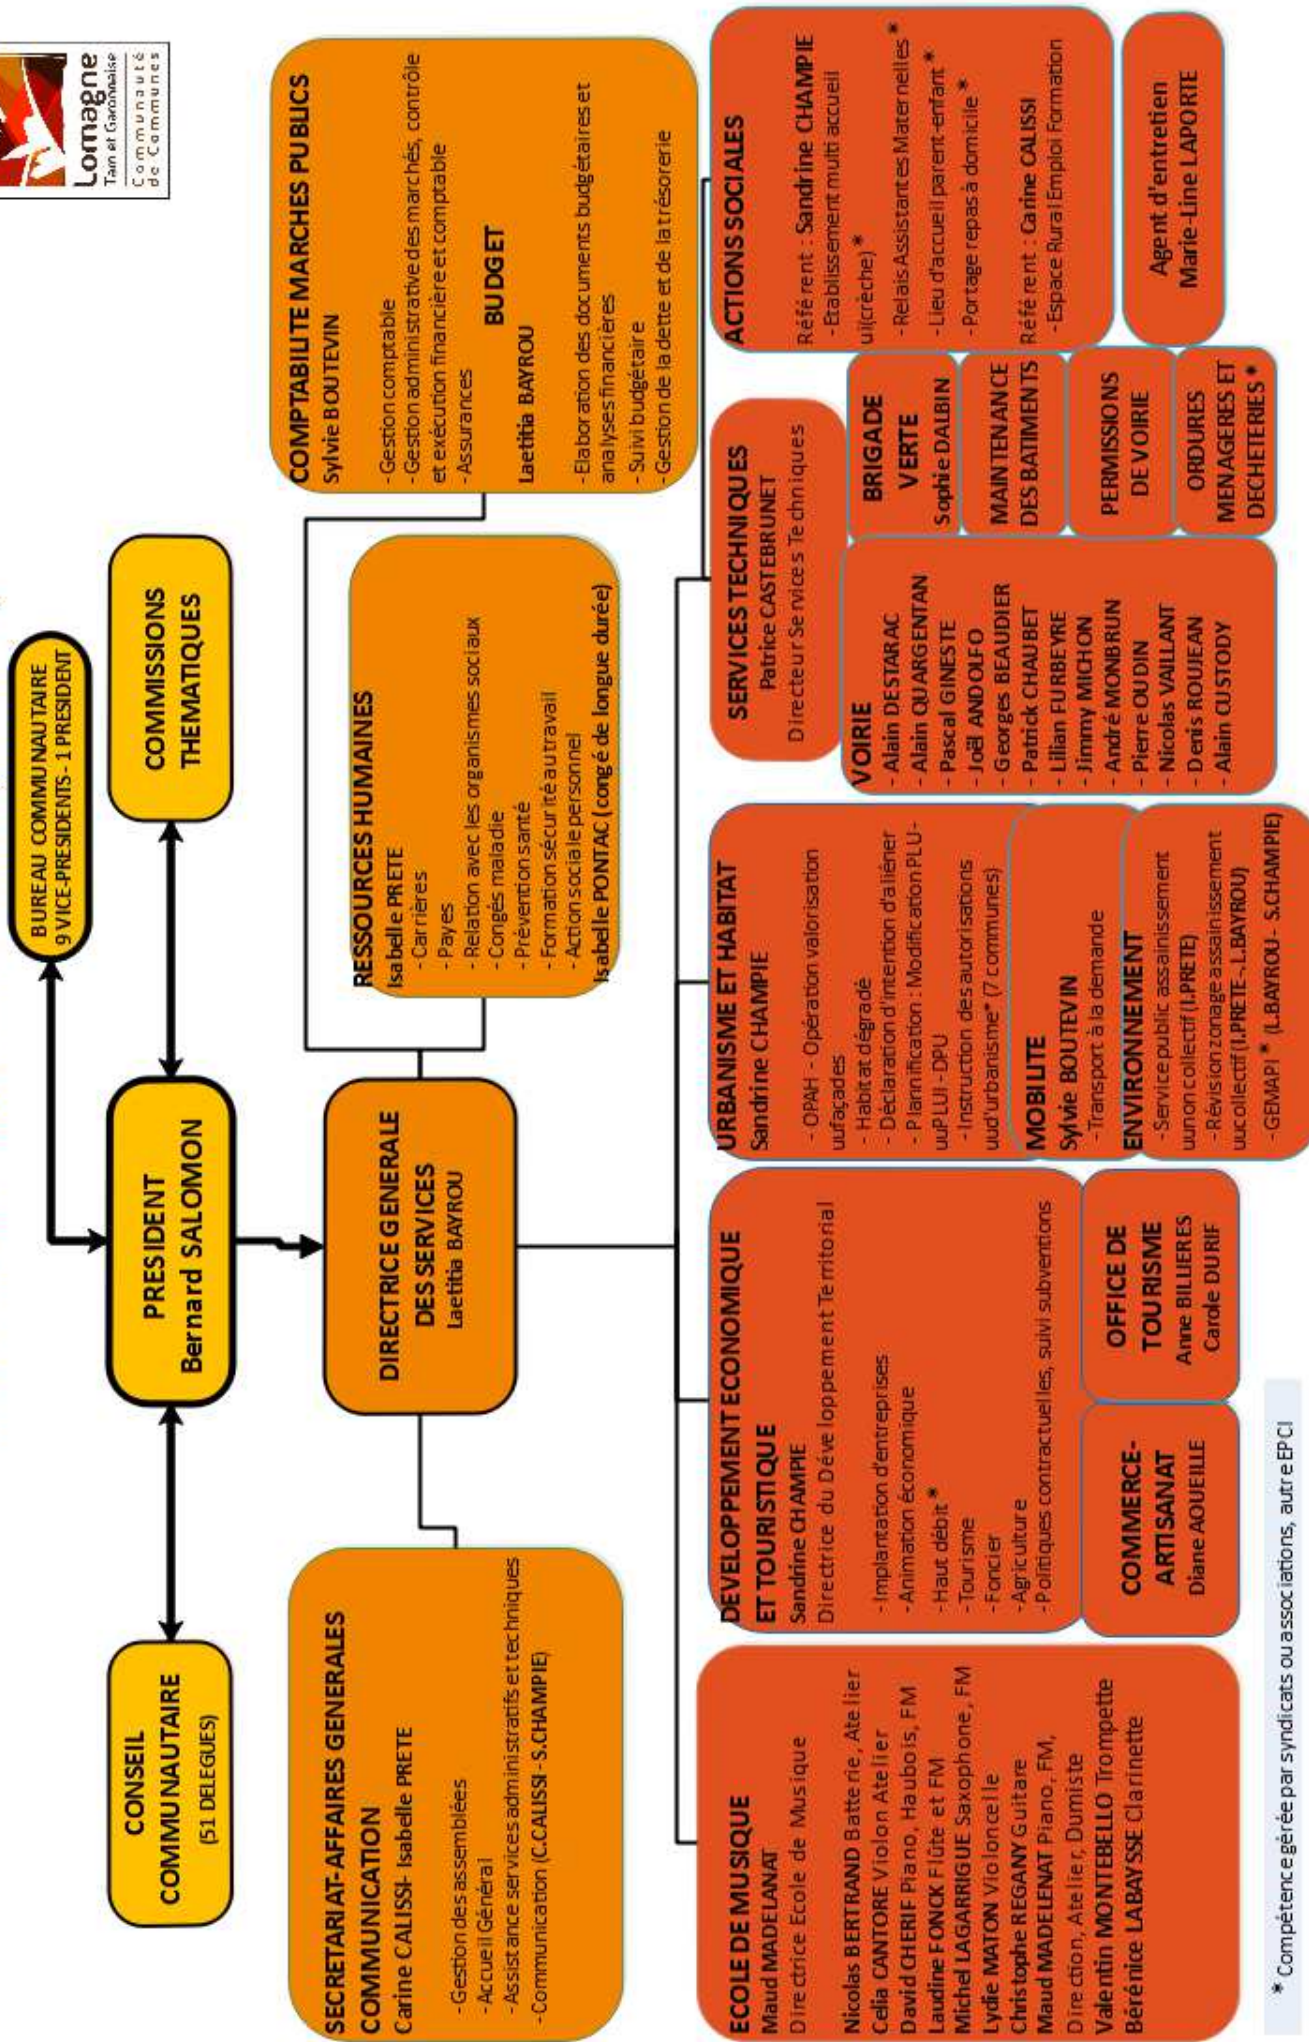 Lomagne
Tarn et Garonnaise
Communauté
de Communes
BUREAU COMMUNAUTAIRE
9 VICE-PRESIDENTS - 1 PRESIDENT
CONSEIL
COMMUNAUTAIRE
(51 DELEGUES)
PRESIDENT
Bernard SALOMON
COMMISSIONS
THEMATIQUES
DIRECTRICE GENERALE
DES SERVICES
Laetitia BAYROU
SECRETARIAT-AFFAIRES GENERALES
COMMUNICATION
Carine CALISSI- Isabelle PRETE
- Gestion des assemblées
- Accueil Général
- Assistance services administratifs et techniques
-Communication (C.CALISSI - S.CHAMPIE)
RESSOURCES HUMAINES
Isabelle PRETE
- Carrières
- Payes
- Relation avec les organismes sociaux
- Congés maladie
- Prévention santé
- Formation sécurité au travail
- Action sociale personnel
Isabelle PONTAC (congé de longue durée)
COMPTABILITE MARCHES PUBLICS
Sylvie BOUTEVIN
- Gestion comptable
- Gestion administrative des marchés, contrôle
et exécution financière et comptable
- Assurances
BUDGET
Laetitia BAYROU
- Elaboration des documents budgétaires et
analyses financières
- Suivi budgétaire
- Gestion de la dette et de la trésorerie
ECOLE DE MUSIQUE
Maud MADELANAT
Directrice Ecole de Musique
Nicolas BERTRAND Batterie, Atelier
Celia CANTORE Violon Atelier
David CHERIF Piano, Haubois, FM
Laudine FONCK Flûte et FM
Michel LAGARRIGUE Saxophone, FM
Lydie MATON Violoncelle
Christophe REGANY Guitare
Maud MADELENAT Piano, FM,
Direction, Atelier, Dumiste
Valentin MONTEBELLO Trompette
Bérénice LABAYSSE Clarinette
DEVELOPPEMENT ECONOMIQUE
ET TOURISTIQUE
Sandrine CHAMPIE
Directrice du Développement Territorial
- Implantation d'entreprises
- Animation économique
- Haut débit *
- Tourisme
- Foncier
- Agriculture
- Politiques contractuelles, suivi subventions
COMMERCE-
ARTISANAT
Diane AOUEILLE
OFFICE DE
TOURISME
Anne BILLIERES
Carole DURIF
URBANISME ET HABITAT
Sandrine CHAMPIE
- OPAH - Opération valorisation
uufaçades
- Habitat dégradé
- Déclaration d'intention d'aliéner
- Planification : Modification PLU-
uuPLUI - DPU
- Instruction des autorisations
uud'urbanisme* (7 communes)
MOBILITE
Sylvie BOUTEVIN
- Transport à la demande
ENVIRONNEMENT
- Service public assainissement
uunon collectif (I.PRETE)
- Révision zonage assainissement
uucollectif (I.PRETE-.L.BAYROU)
-GEMAPI * (L.BAYROU - S.CHAMPIE)
SERVICES TECHNIQUES
Patrice CASTEBRUNET
Directeur Services Techniques
VOIRIE
- Alain DESTARAC
- Alain QUARGENTAN
- Pascal GINESTE
- Joël ANDOLFO
- Georges BEAUDIER
- Patrick CHAUBET
- Lillian FURBEYRE
- Jimmy MICHON
- André MONBRUN
- Pierre OUDIN
- Nicolas VAILLANT
- Denis ROUJEAN
- Alain CUSTODY
BRIGADE
VERTE
Sophie DALBIN
MAINTENANCE
DES BATIMENTS
PERMISSIONS
DE VOIRIE
ORDURES
MENAGERES ET
DECHETERIES *
ACTIONS SOCIALES
Référent : Sandrine CHAMPIE
- Etablissement multi accueil
ui(crèche) *
- Relais Assistantes Maternelles *
- Lieu d'accueil parent-enfant *
- Portage repas à domicile *
Référent : Carine CALISSI
- Espace Rural Emploi Formation
Agent d'entretien
Marie-Line LAPORTE
* Compétence gérée par syndicats ou associations, autre EPCI